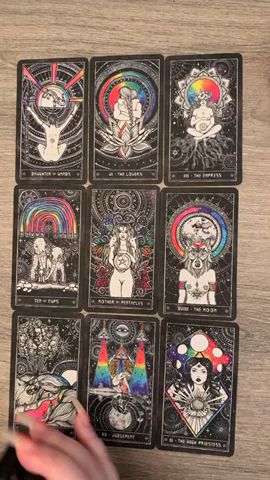 DAUGHTER OF WANDS
VI - THE LOVERS
III - THE EMPRESS
TEN OF CUPS
MOTHER OF PENTACLES
XVIII - THE MOON
XX - JUDGEMENT
II - THE HIGH PRIESTESS